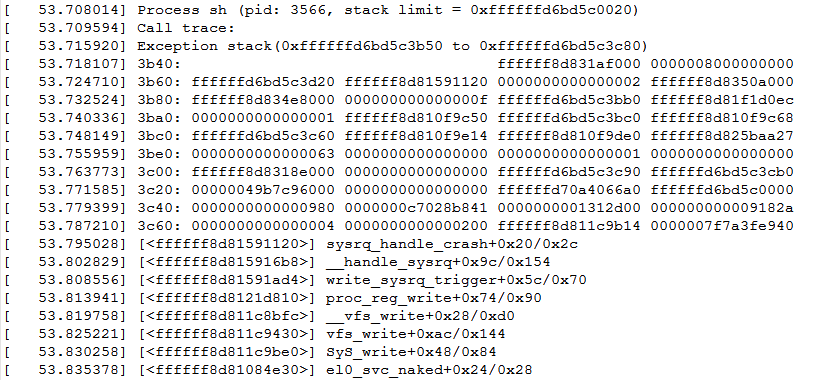 [   53.708014] Process sh (pid: 3566, stack limit = 0xffffffd6bd5c0020)
[   53.709594] Call trace:
[   53.715920] Exception stack(0xffffffd6bd5c3b50 to 0xffffffd6bd5c3c80)
[   53.718107] 3b40:                                   ffffff8d831af000 0000008000000000
[   53.724710] 3b60: ffffffd6bd5c3d20 ffffff8d81591120 0000000000000002 ffffff8d8350a000
[   53.732524] 3b80: ffffff8d834e8000 000000000000000f ffffffd6bd5c3bb0 ffffff8d81f1d0ec
[   53.740336] 3ba0: 0000000000000001 ffffff8d810f9c50 ffffffd6bd5c3bc0 ffffff8d810f9c68
[   53.748149] 3bc0: ffffffd6bd5c3c60 ffffff8d810f9e14 ffffff8d810f9de0 ffffff8d825baa27
[   53.755959] 3be0: 0000000000000063 0000000000000000 0000000000000001 0000000000000000
[   53.763773] 3c00: ffffff8d8318e000 0000000000000000 ffffffd6bd5c3c90 ffffffd6bd5c3cb0
[   53.771585] 3c20: 00000049b7c96000 0000000000000000 ffffffd70a4066a0 ffffffd6bd5c0000
[   53.779399] 3c40: 0000000000000980 0000000c7028b841 0000000001312d00 000000000009182a
[   53.787210] 3c60: 0000000000000004 0000000000000200 ffffff8d811c9b14 0000007f7a3fe940
[   53.795028] [<ffffff8d81591120>] sysrq_handle_crash+0x20/0x2c
[   53.802829] [<ffffff8d815916b8>] __handle_sysrq+0x9c/0x154
[   53.808556] [<ffffff8d81591ad4>] write_sysrq_trigger+0x5c/0x70
[   53.813941] [<ffffff8d8121d810>] proc_reg_write+0x74/0x90
[   53.819758] [<ffffff8d811c8bfc>] __vfs_write+0x28/0xd0
[   53.825221] [<ffffff8d811c9430>] vfs_write+0xac/0x144
[   53.830258] [<ffffff8d811c9be0>] SyS_write+0x48/0x84
[   53.835378] [<ffffff8d81084e30>] el0_svc_naked+0x24/0x28